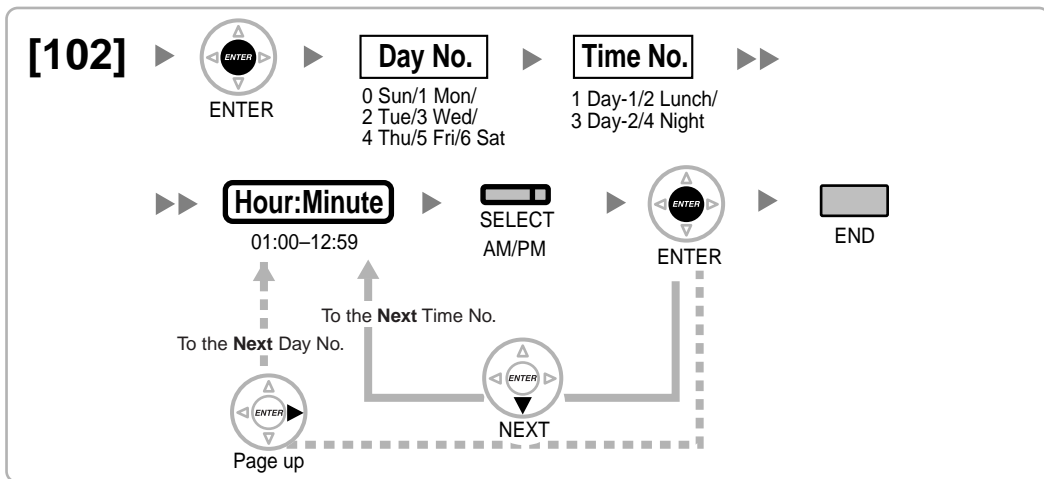 [102]
ENTER
ENTER
Day No.
0 Sun/1 Mon/
2 Tue/3 Wed/
4 Thu/5 Fri/6 Sat
Time No.
1 Day-1/2 Lunch/
3 Day-2/4 Night
Hour:Minute
01:00–12:59
SELECT
AM/PM
ENTER
ENTER
END
To the Next Time No.
To the Next Day No.
ENTER
NEXT
ENTER
Page up